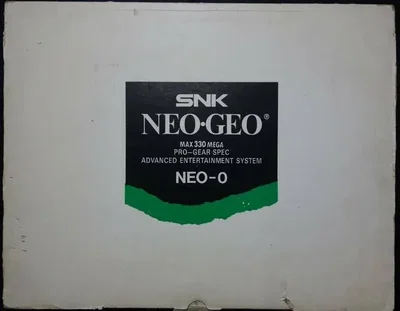 SNK
NEO·GEO®
MAX 330 MEGA
PRO-GEAR SPEC
ADVANCED ENTERTAINMENT SYSTEM
NEO-0